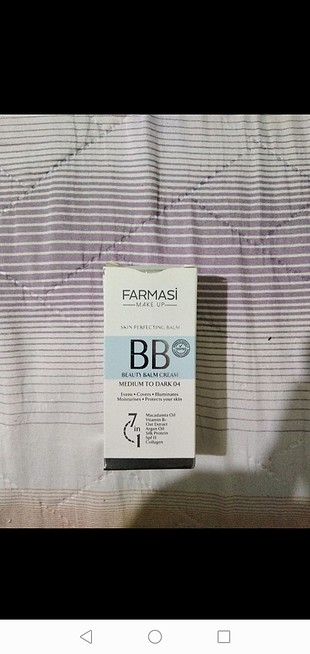 FARMASİ
MAKE UP
SKIN PERFECTING BALM
BB
BEAUTY BALM CREAM
MEDIUM TO DARK 04
Evens • Covers • Illuminates
Moisturizes • Protects your skin
7 in 1
Macadamia Oil
Vitamin B5
Oat Extract
Argan Oil
Silk Protein
Spf 15
Collagen